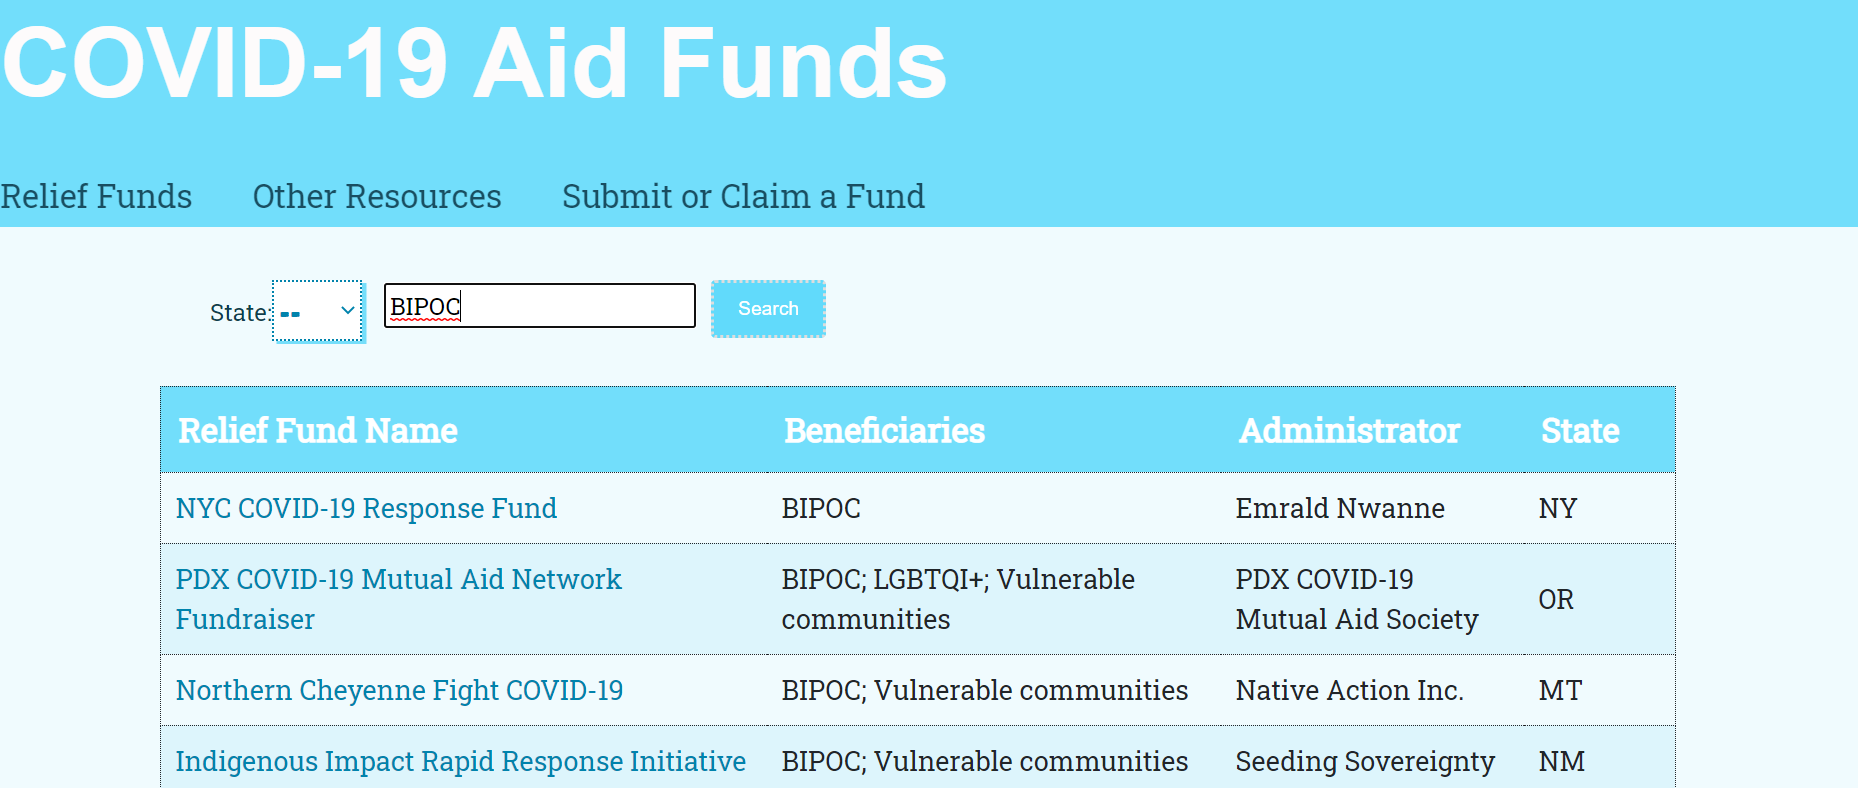 COVID-19 Aid Funds
Relief Funds Other Resources Submit or Claim a Fund
State: -- BIPOC Search
Relief Fund Name Beneficiaries Administrator State
NYC COVID-19 Response Fund BIPOC Emrald Nwanne NY
PDX COVID-19 Mutual Aid Network
Fundraiser
BIPOC; LGBTQI+; Vulnerable
communities
PDX COVID-19
Mutual Aid Society
OR
Northern Cheyenne Fight COVID-19 BIPOC; Vulnerable communities Native Action Inc. MT
Indigenous Impact Rapid Response Initiative BIPOC; Vulnerable communities Seeding Sovereignty NM